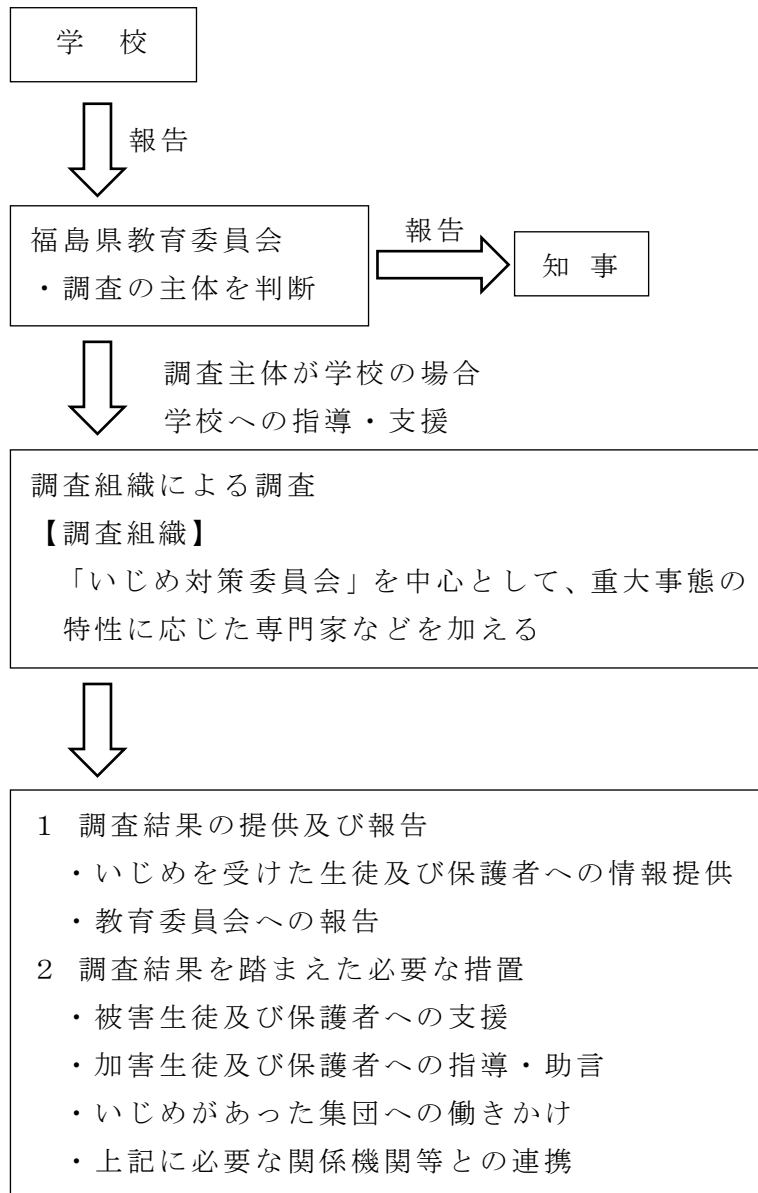 学　校
報告
福島県教育委員会
・調査の主体を判断
報告
知　事
調査主体が学校の場合
学校への指導・支援
調査組織による調査
【調査組織】
「いじめ対策委員会」を中心として、重大事態の
特性に応じた専門家などを加える
１　調査結果の提供及び報告
・いじめを受けた生徒及び保護者への情報提供
・教育委員会への報告
２　調査結果を踏まえた必要な措置
・被害生徒及び保護者への支援
・加害生徒及び保護者への指導・助言
・いじめがあった集団への働きかけ
・上記に必要な関係機関等との連携